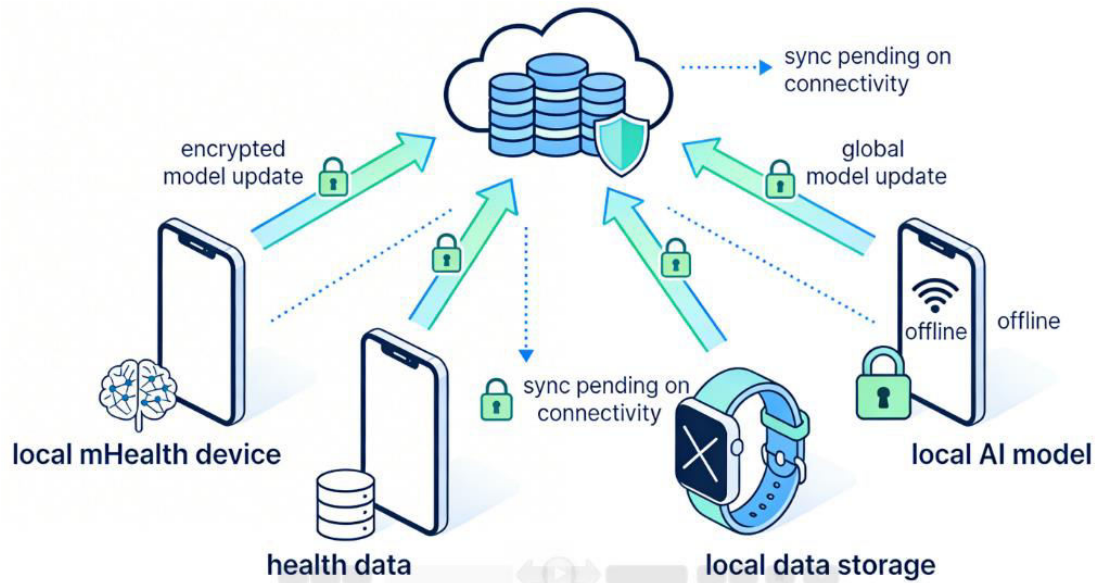 sync pending on
connectivity
encrypted
model update
global
model update
offline
offline
sync pending on
connectivity
local mHealth device
local AI model
health data
local data storage